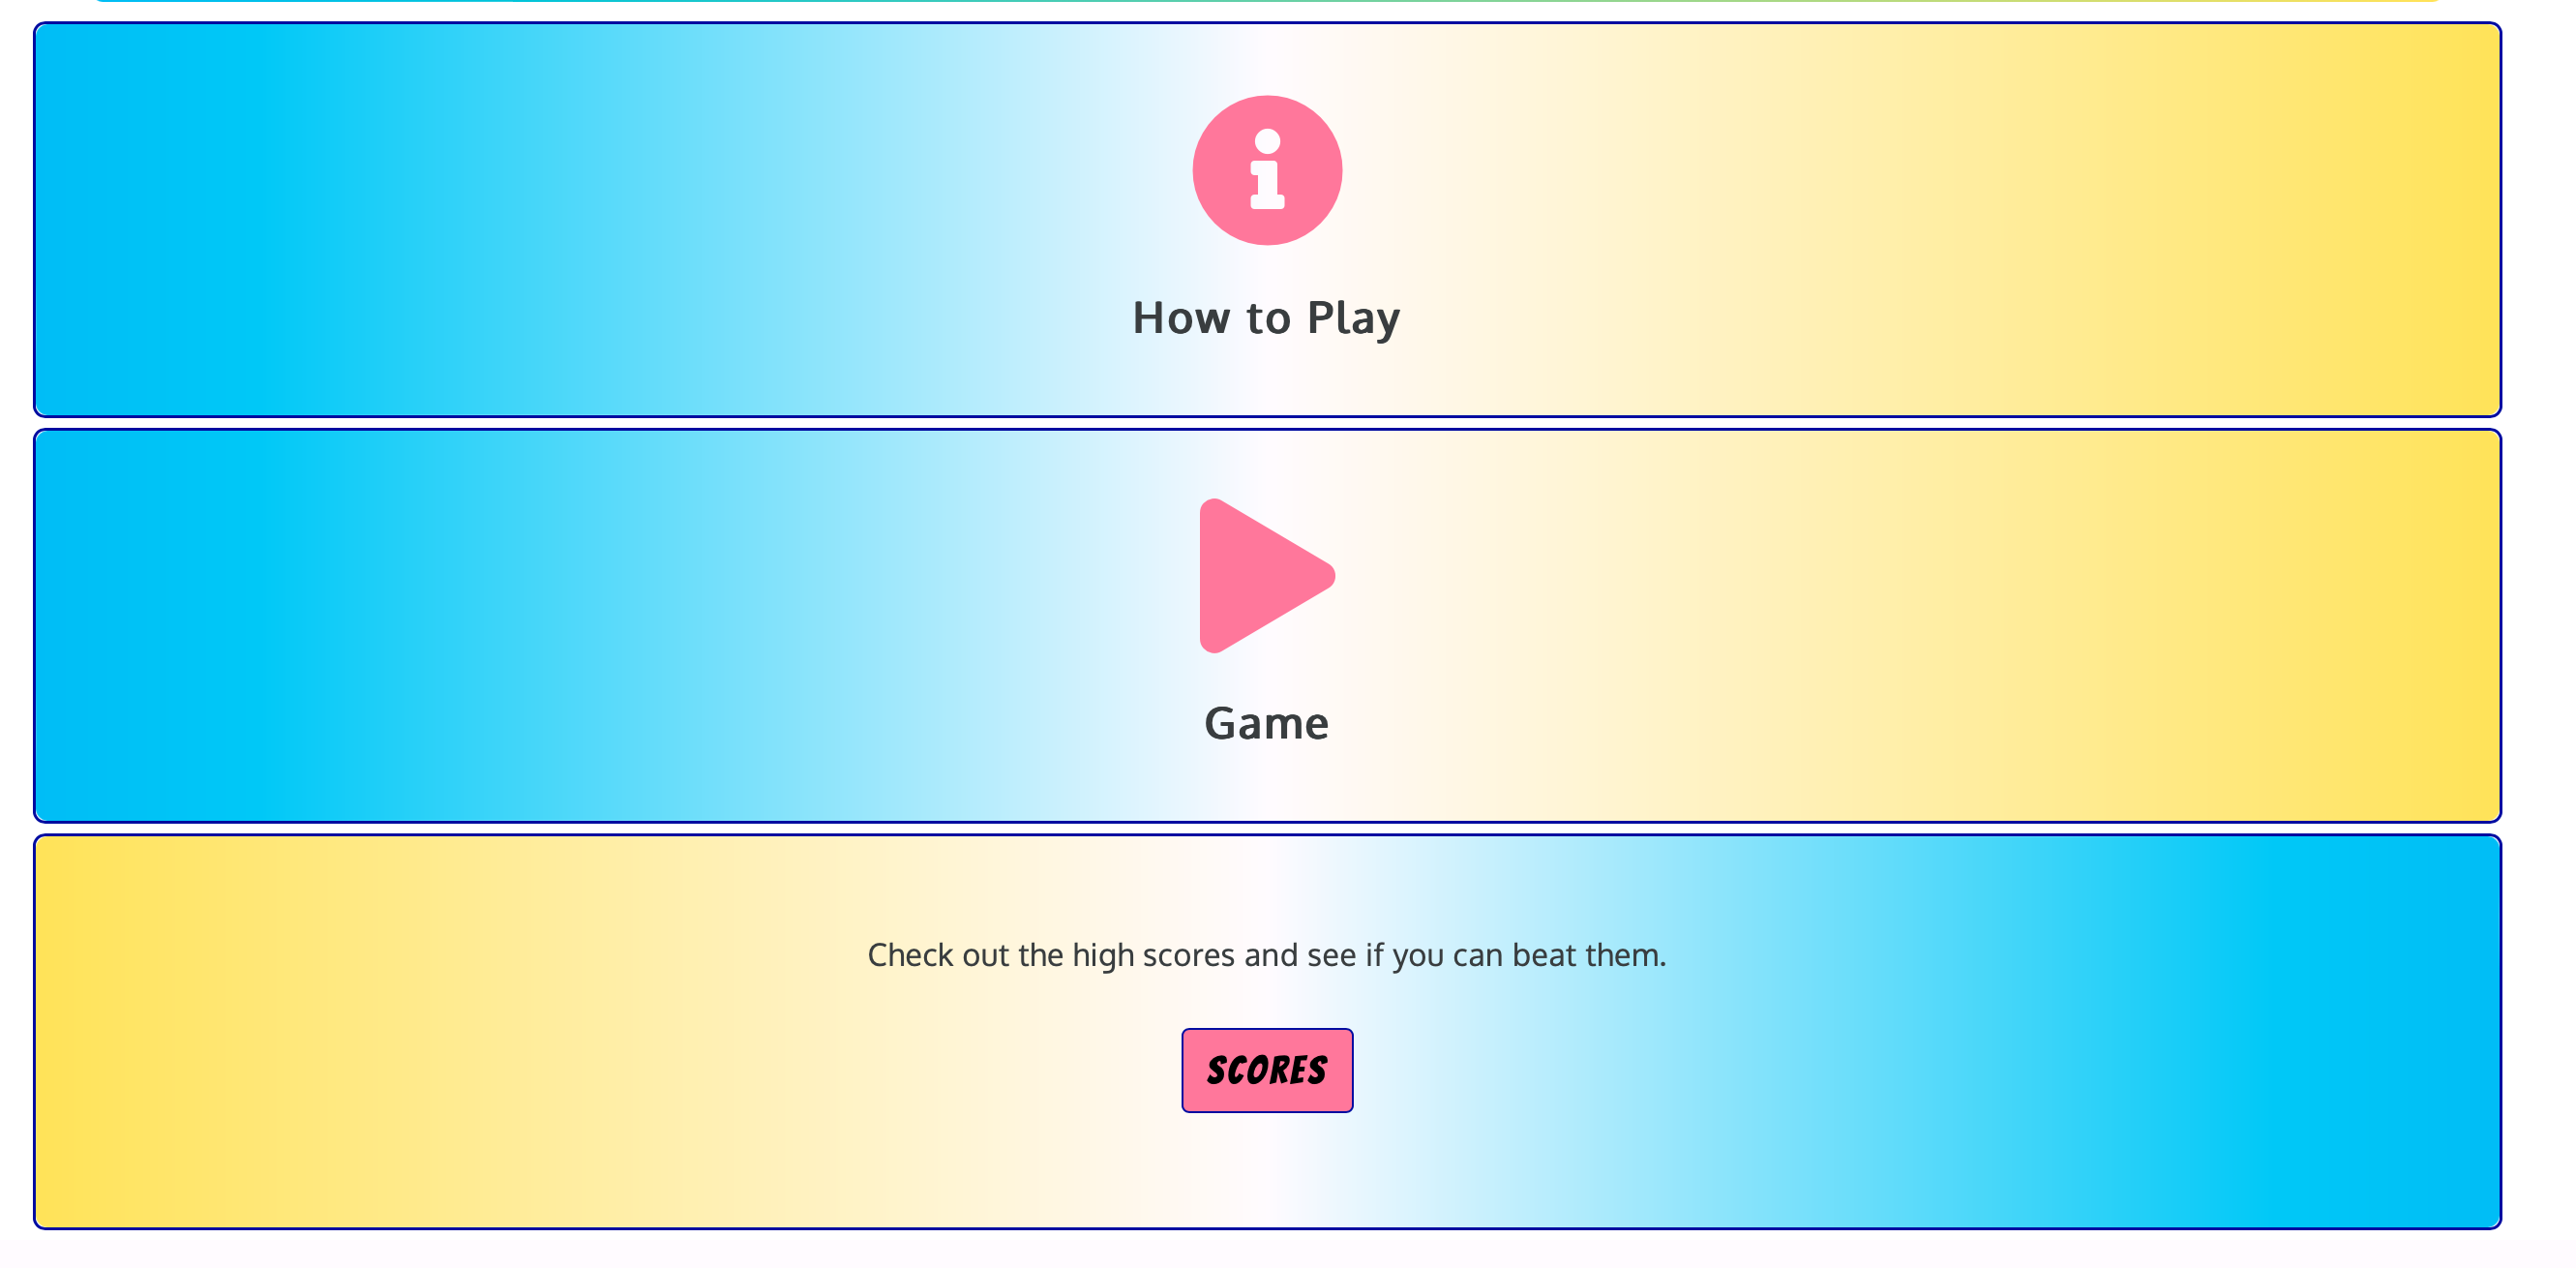 How to Play
Game
Check out the high scores and see if you can beat them.
SCORES